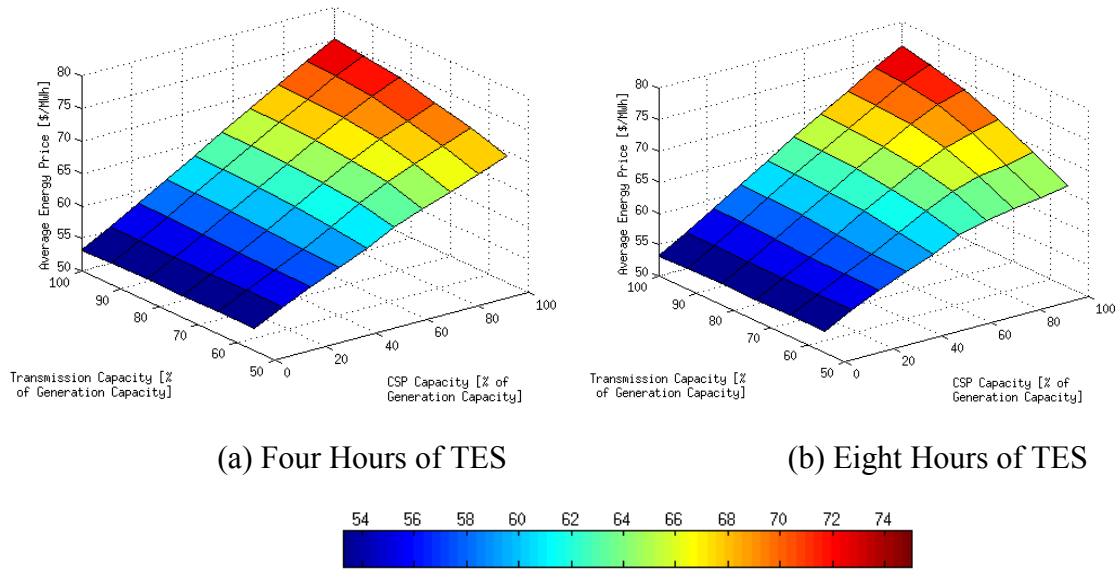 80
75
70
65
60
55
50
Average Energy Price [$/MWh]
100
90
80
70
60
50
0
20
40
60
80
100
Transmission Capacity [%
of Generation Capacity]
CSP Capacity [% of
Generation Capacity]
(a) Four Hours of TES
80
75
70
65
60
55
50
Average Energy Price [$/MWh]
100
90
80
70
60
50
0
20
40
60
80
100
Transmission Capacity [%
of Generation Capacity]
CSP Capacity [% of
Generation Capacity]
(b) Eight Hours of TES
54 56 58 60 62 64 66 68 70 72 74